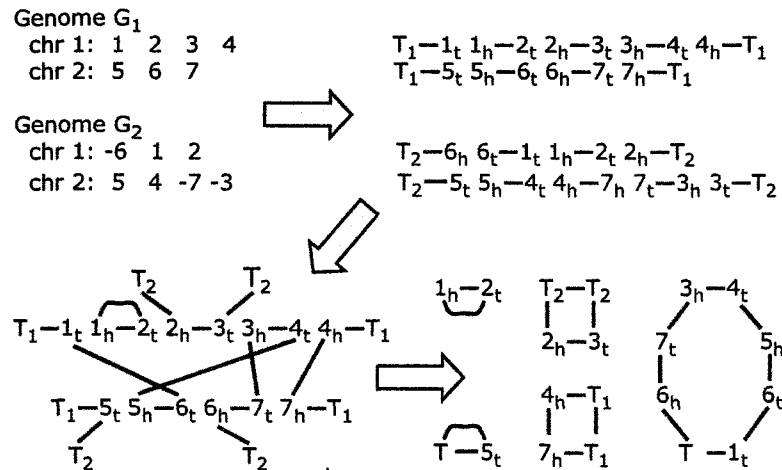 Genome G₁
chr 1: 1 2 3 4
chr 2: 5 6 7
T₁—1ₜ 1ₕ—2ₜ 2ₕ—3ₜ 3ₕ—4ₜ 4ₕ—T₁
T₁—5ₜ 5ₕ—6ₜ 6ₕ—7ₜ 7ₕ—T₁
Genome G₂
chr 1: -6 1 2
chr 2: 5 4 -7 -3
T₂—6ₕ 6ₜ—1ₜ 1ₕ—2ₜ 2ₕ—T₂
T₂—5ₜ 5ₕ—4ₜ 4ₕ—7ₕ 7ₜ—3ₕ 3ₜ—T₂
T₂ T₂
T₁—1ₜ 1ₕ—2ₜ 2ₕ—3ₜ 3ₕ—4ₜ 4ₕ—T₁
T₁—5ₜ 5ₕ—6ₜ 6ₕ—7ₜ 7ₕ—T₁
T₂ T₂
1ₕ—2ₜ
T—5ₜ
T₂—T₂
2ₕ—3ₜ
4ₕ—T₁
7ₕ—T₁
3ₕ—4ₜ
7ₜ 5ₕ
6ₕ 6ₜ
T—1ₜ